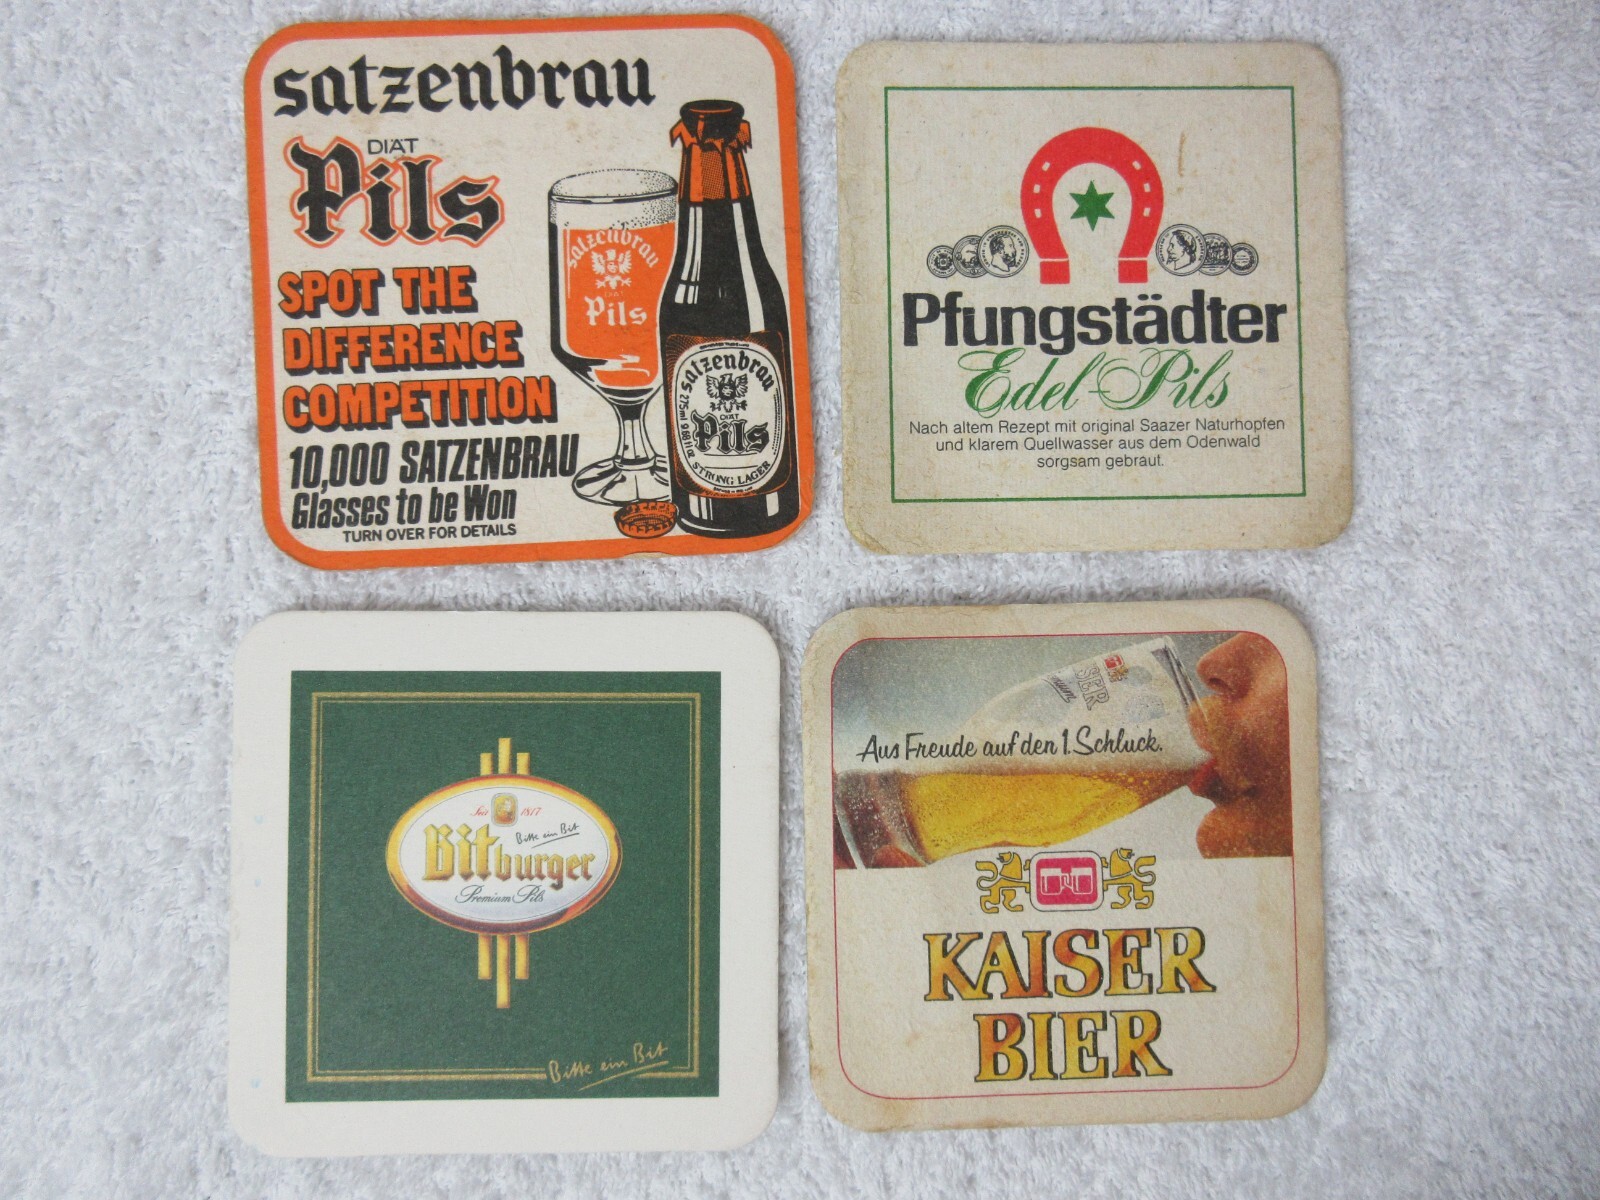 satzenbrau
DIÄT
Pils
SPOT THE
DIFFERENCE
COMPETITION
10,000 SATZENBRAU
Glasses to be Won
TURN OVER FOR DETAILS
satzenbrau
DIÄT
Pils
satzenbrau
275ml
DIÄT
Pils
STRONG LAGER
Pfungstädter
Edel-Pils
Nach altem Rezept mit original Saazer Naturhopfen
und klarem Quellwasser aus dem Odenwald
sorgsam gebraut.
Seit 1817
Bitte ein Bit
Bitburger
Premium Pils
Bitte ein Bit
Aus Freude auf den 1. Schluck.
KAISER
BIER